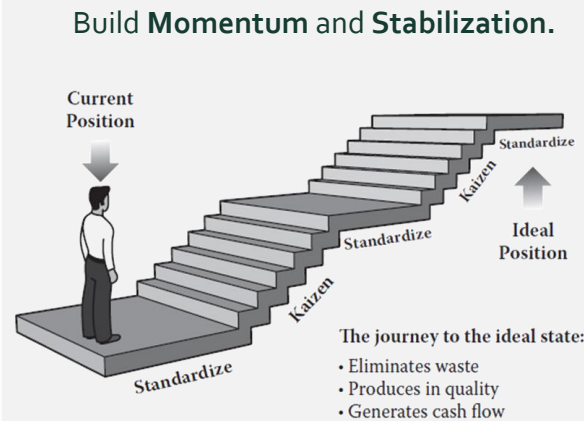 Build Momentum and Stabilization.
Current
Position
Standardize
Kaizen
Standardize
Kaizen
Standardize
Ideal
Position
The journey to the ideal state:
• Eliminates waste
• Produces in quality
• Generates cash flow